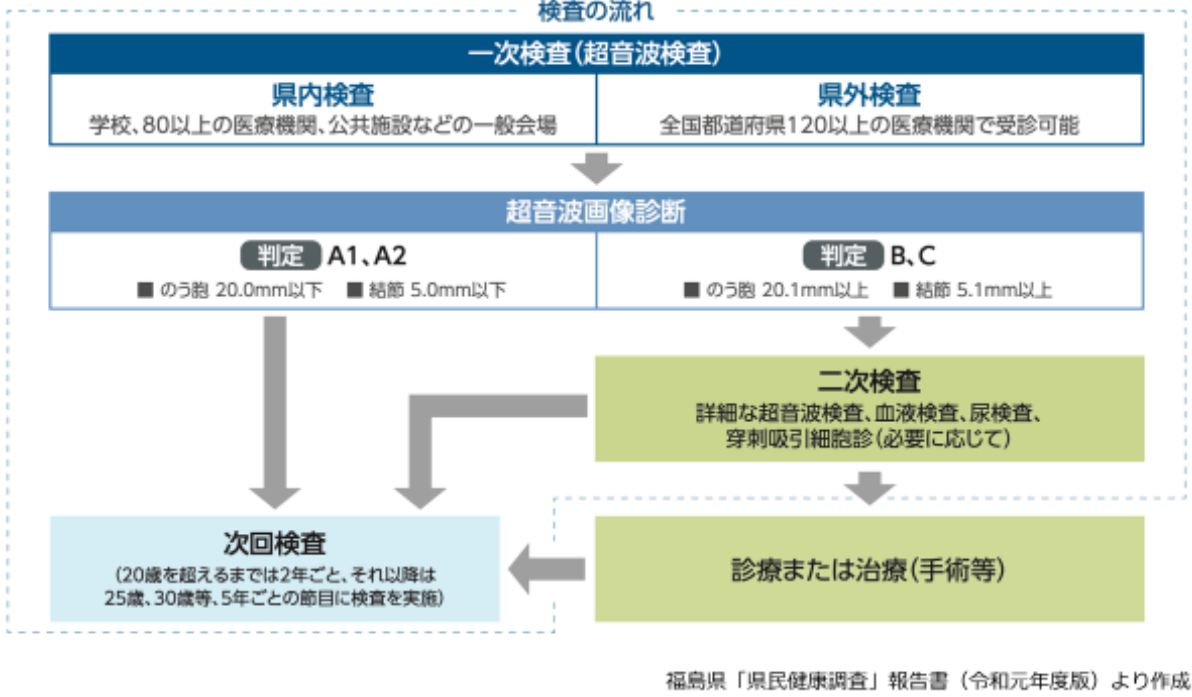 検査の流れ
一次検査(超音波検査)
県内検査
学校、80以上の医療機関、公共施設などの一般会場
県外検査
全国都道府県120以上の医療機関で受診可能
超音波画像診断
判定 A1、A2
■ のう胞 20.0mm以下 ■ 結節 5.0mm以下
判定 B、C
■ のう胞 20.1mm以上 ■ 結節 5.1mm以上
二次検査
詳細な超音波検査、血液検査、尿検査、
穿刺吸引細胞診(必要に応じて)
次回検査
(20歳を超えるまでは2年ごと、それ以降は
25歳、30歳等、5年ごとの節目に検査を実施)
診療または治療(手術等)
福島県「県民健康調査」報告書(令和元年度版)より作成